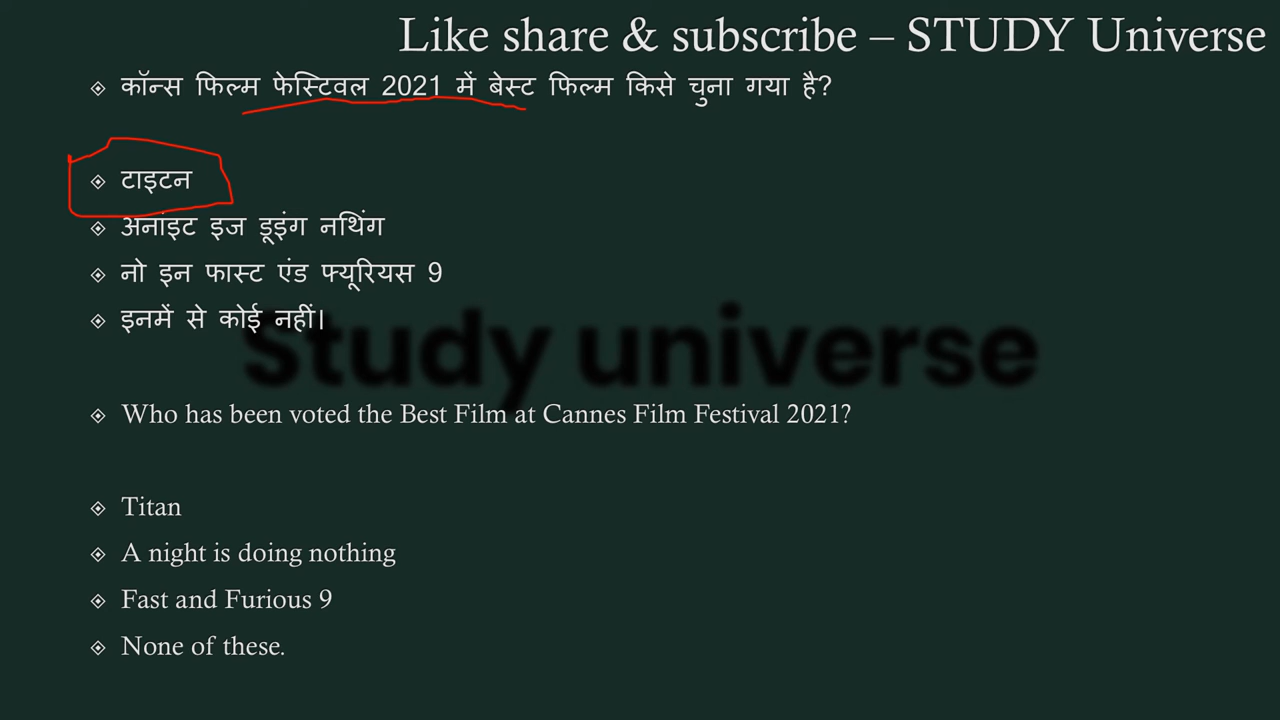 Like share & subscribe – STUDY Universe
कॉन्स फिल्म फेस्टिवल 2021 में बेस्ट फिल्म किसे चुना गया है?
टाइटन
अनांइट इज डूइंग नथिंग
नो इन फास्ट एंड फ्यूरियस 9
इनमें से कोई नहीं।
Study universe
Who has been voted the Best Film at Cannes Film Festival 2021?
Titan
A night is doing nothing
Fast and Furious 9
None of these.